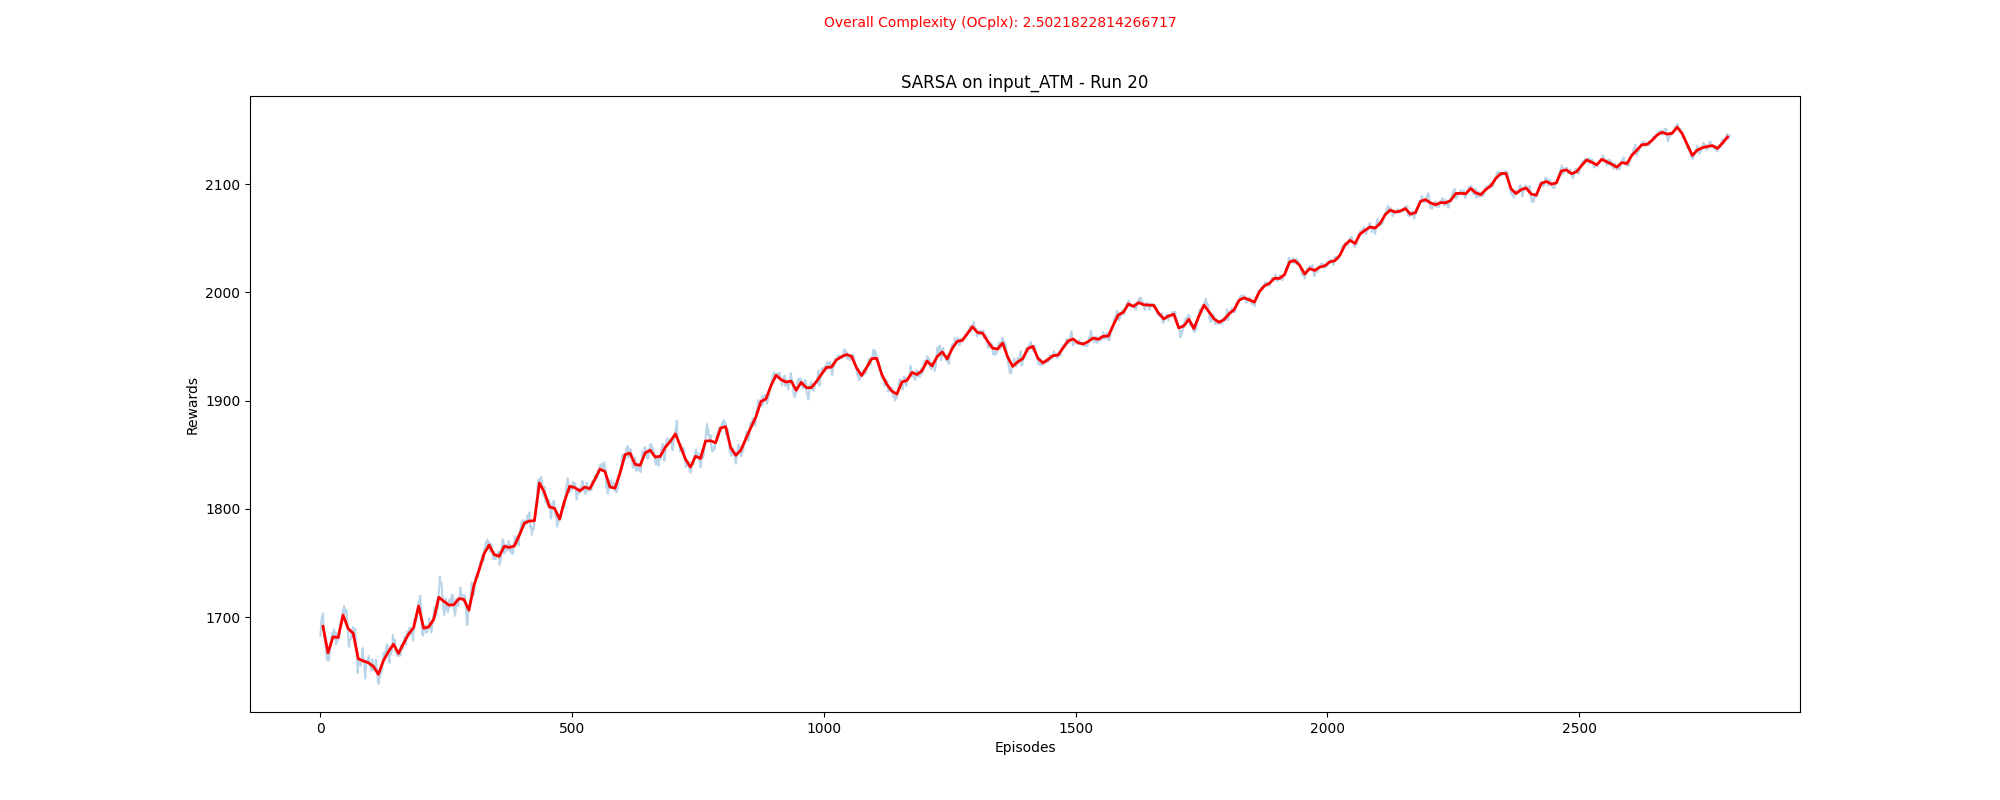 Overall Complexity (OCplx): 2.5021822814266717
SARSA on input_ATM - Run 20
Rewards
2100
2000
1900
1800
1700
0 500 1000 1500 2000 2500
Episodes